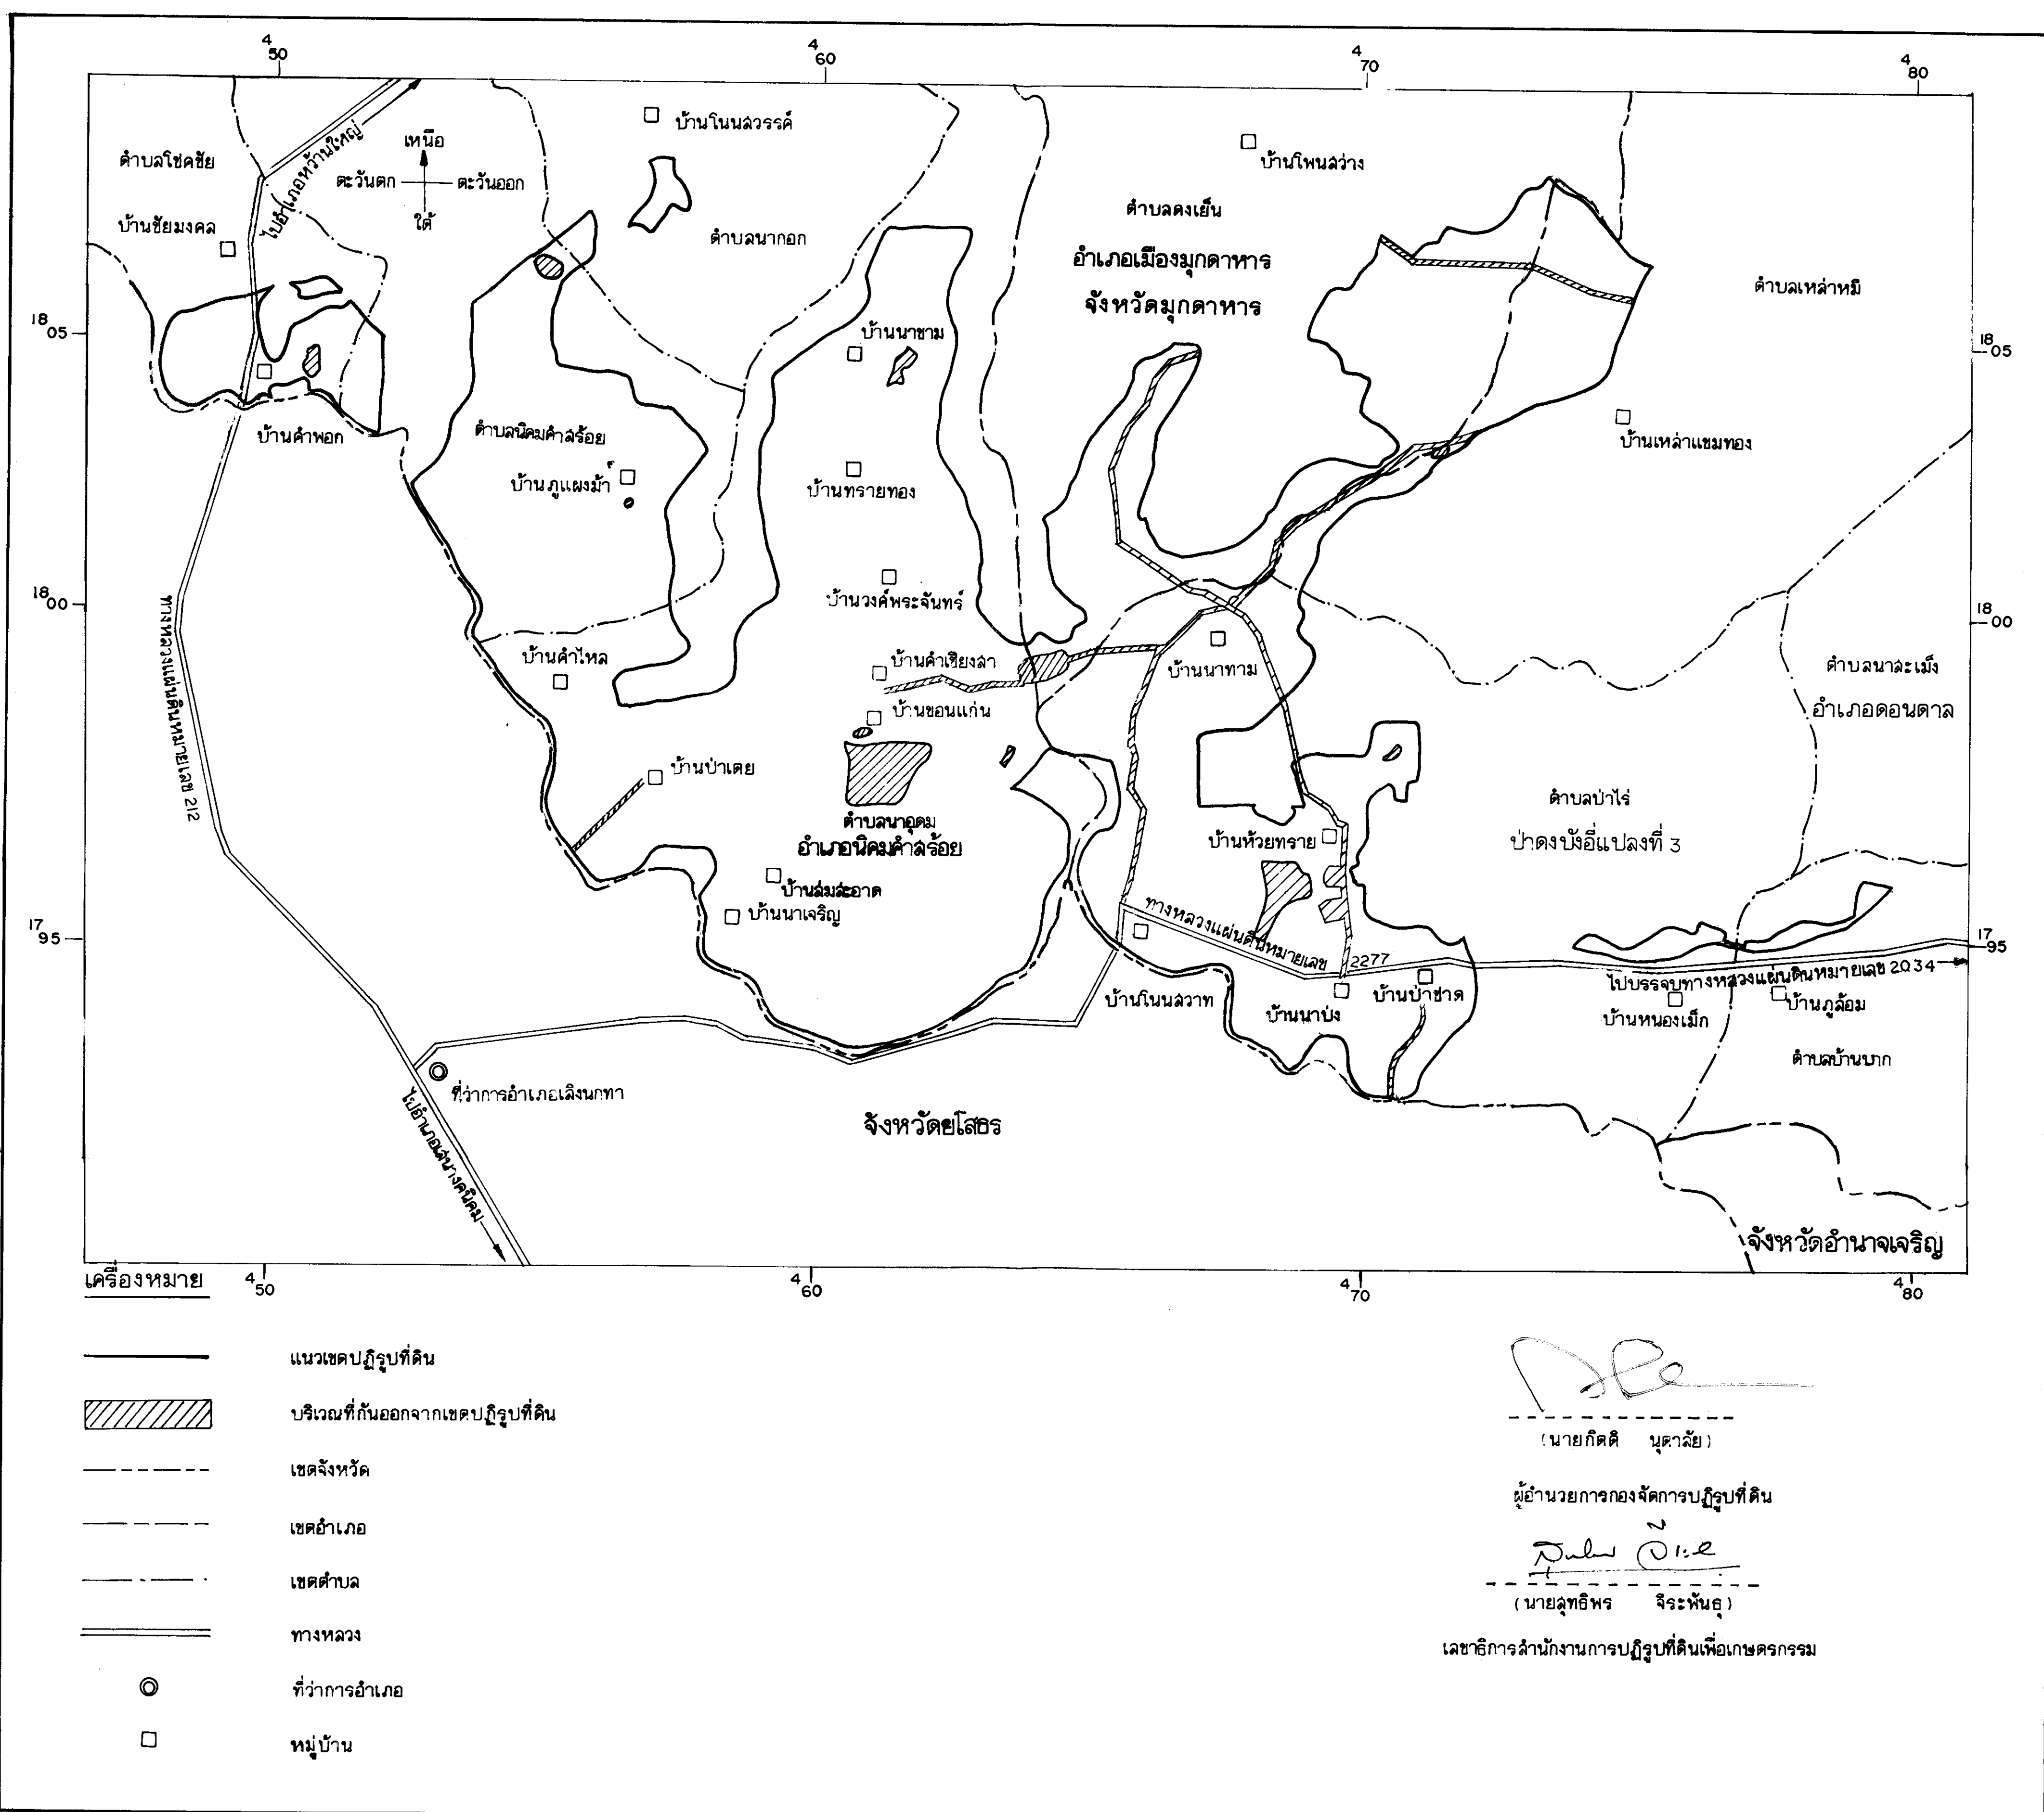 4 50
4 60
4 70
4 80
บ้านโนนสวรรค์
ไปอำเภอหว้านใหญ่
เหนือ
ตะวันตก
ตะวันออก
ใต้
ตำบลโชคชัย
บ้านโพนสว่าง
บ้านชัยมงคล
ตำบลดงเย็น
ตำบลนากอก
อำเภอเมืองมุกดาหาร
จังหวัดมุกดาหาร
ตำบลเหล่าหมี
18 05
บ้านนาขาม
18 05
บ้านคำพอก
ตำบลนิคมคำสร้อย
บ้านเหล่าแขมทอง
บ้านภูแผงม้า
บ้านทรายทอง
18 00
บ้านวงค์พระจันทร์
18 00
ทางหลวงแผ่นดินหมายเลข 212
บ้านคำไหล
บ้านคำเชียงสา
บ้านนาทาม
ตำบลนาสะเม็ง
บ้านขอนแก่น
อำเภอดอนตาล
บ้านป่าเตย
ตำบลป่าไร่
ตำบลนาอุดม
บ้านห้วยทราย
ป่าดงบังอี่แปลงที่ 3
อำเภอนิคมคำสร้อย
บ้านส้มสะอาด
บ้านนาเจริญ
17 95
ทางหลวงแผ่นดินหมายเลข 2277
17 95
ไปบรรจบทางหลวงแผ่นดินหมายเลข 2034
บ้านโนนสวาท
บ้านนาปง
บ้านป่าชาด
บ้านหนองเม็ก
บ้านภูล้อม
ตำบลบ้านบาก
ที่ว่าการอำเภอเลิงนกทา
ไปอำเภอเสนางคนิคม
จังหวัดยโสธร
จังหวัดอำนาจเจริญ
4 50
4 60
4 70
4 80
เครื่องหมาย
แนวเขตปฏิรูปที่ดิน
บริเวณที่กันออกจากเขตปฏิรูปที่ดิน
เขตจังหวัด
เขตอำเภอ
เขตตำบล
ทางหลวง
ที่ว่าการอำเภอ
หมู่บ้าน
(นายกิตติ นุตาลัย)
ผู้อำนวยการกองจัดการปฏิรูปที่ดิน
(นายสุทธิพร จีระพันธุ)
เลขาธิการสำนักงานการปฏิรูปที่ดินเพื่อเกษตรกรรม